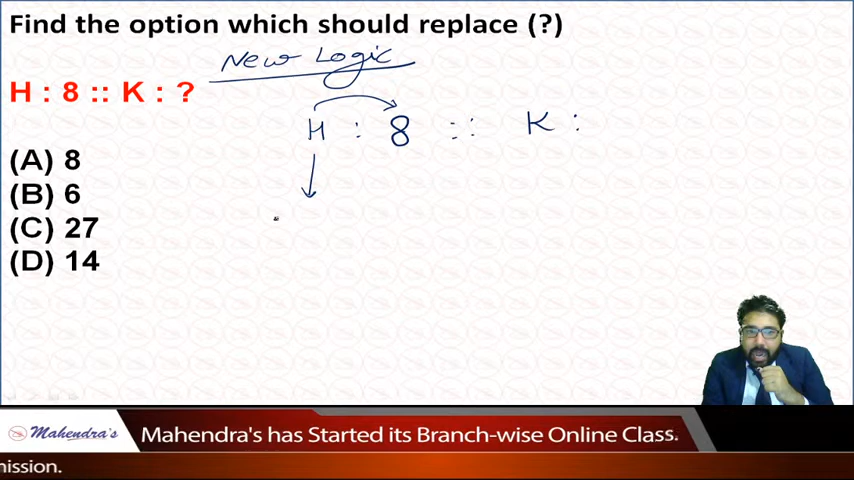 Find the option which should replace (?)
New Logic
H : 8 :: K : ?
H : 8 :: K :
(A) 8
(B) 6
(C) 27
(D) 14
Mahendra's
Mahendra's has Started its Branch-wise Online Class.
mission.